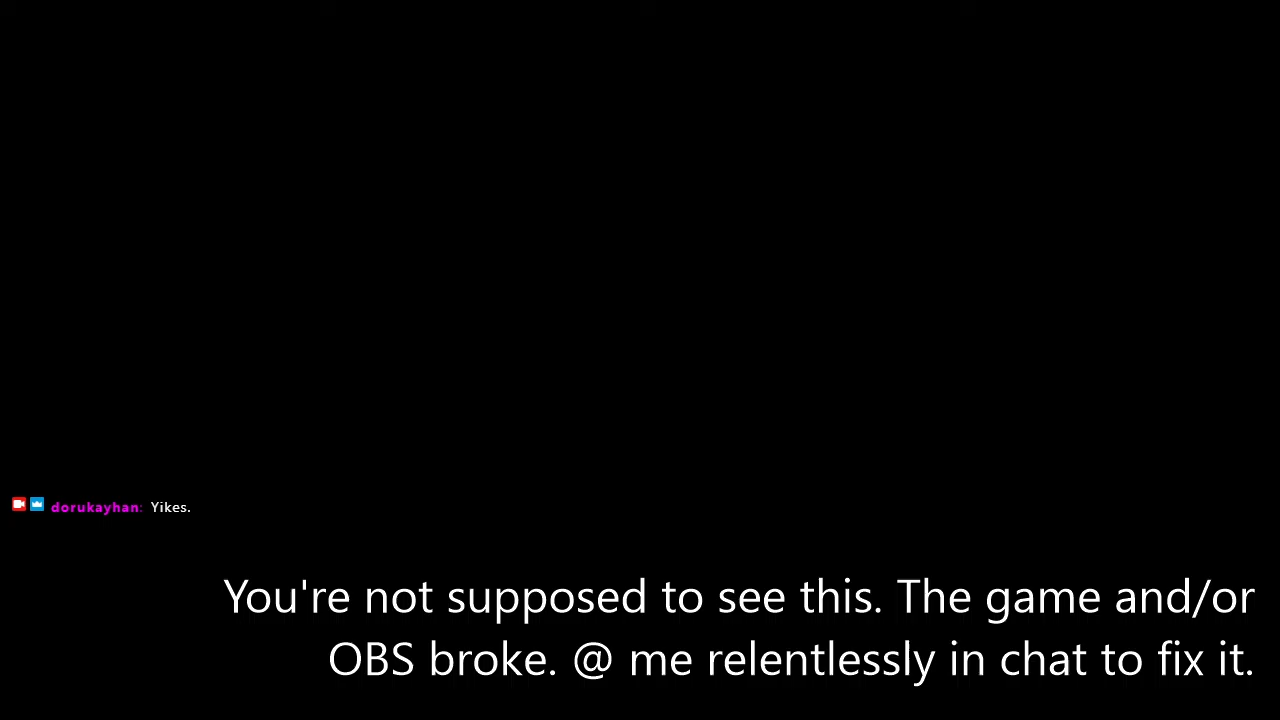 dorukayhan: Yikes.
You're not supposed to see this. The game and/or
OBS broke. @ me relentlessly in chat to fix it.